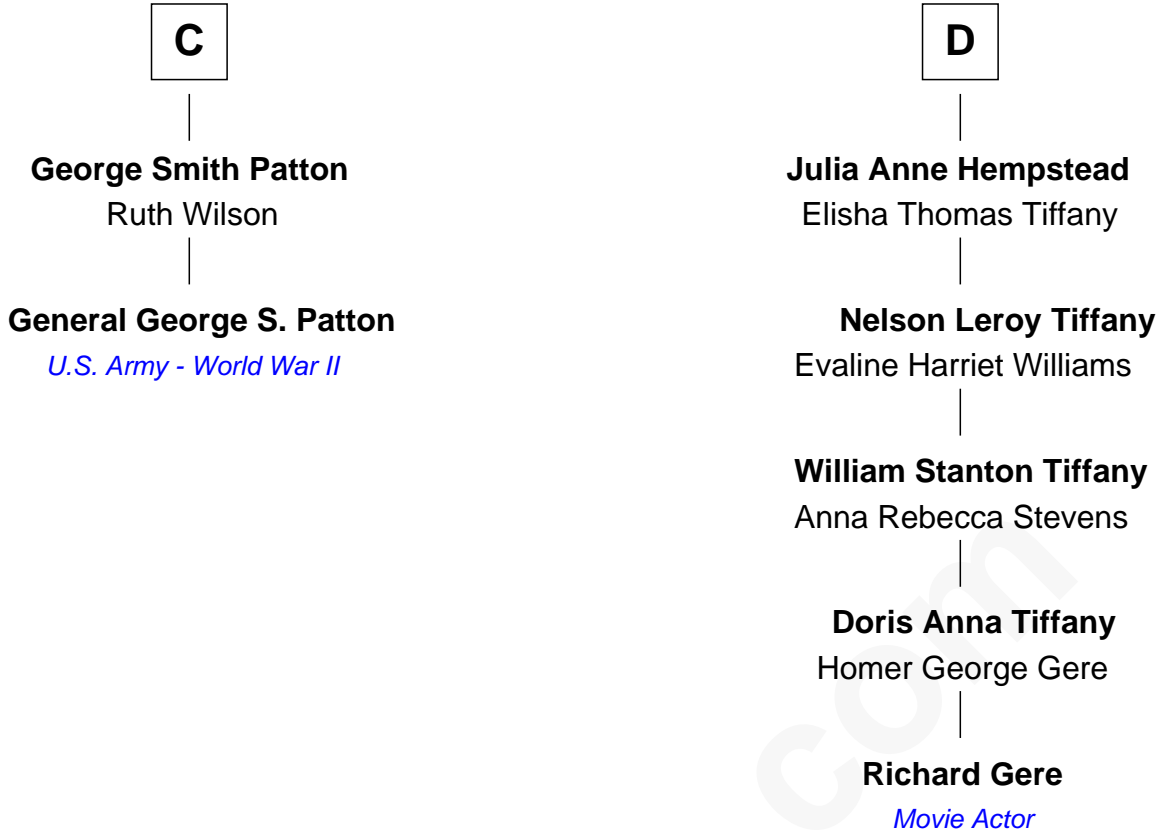 C
George Smith Patton
Ruth Wilson
General George S. Patton
U.S. Army - World War II
D
Julia Anne Hempstead
Elisha Thomas Tiffany
Nelson Leroy Tiffany
Evaline Harriet Williams
William Stanton Tiffany
Anna Rebecca Stevens
Doris Anna Tiffany
Homer George Gere
Richard Gere
Movie Actor
com